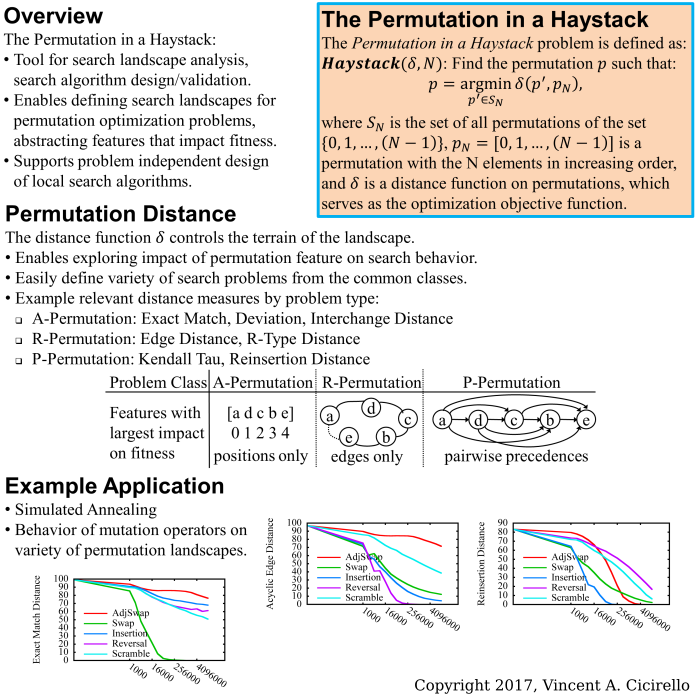 Overview
The Permutation in a Haystack:
• Tool for search landscape analysis,
search algorithm design/validation.
• Enables defining search landscapes for
permutation optimization problems,
abstracting features that impact fitness.
• Supports problem independent design
of local search algorithms.
The Permutation in a Haystack
The Permutation in a Haystack problem is defined as:
Haystack(δ, N): Find the permutation p such that:
p = argmin δ(p′, p_N),
p′∈S_N
where S_N is the set of all permutations of the set
{0, 1, …, (N − 1)}, p_N = [0, 1, …, (N − 1)] is a
permutation with the N elements in increasing order,
and δ is a distance function on permutations, which
serves as the optimization objective function.
Permutation Distance
The distance function δ controls the terrain of the landscape.
• Enables exploring impact of permutation feature on search behavior.
• Easily define variety of search problems from the common classes.
• Example relevant distance measures by problem type:
❑ A-Permutation: Exact Match, Deviation, Interchange Distance
❑ R-Permutation: Edge Distance, R-Type Distance
❑ P-Permutation: Kendall Tau, Reinsertion Distance
Problem Class A-Permutation R-Permutation P-Permutation
Features with
largest impact
on fitness
[a d c b e]
0 1 2 3 4
positions only
a d c b e
edges only
a d c b e
pairwise precedences
Example Application
• Simulated Annealing
• Behavior of mutation operators on
variety of permutation landscapes.
Exact Match Distance
100
90
80
70
60
50
40
30
20
10
0
AdjSwap
Swap
Insertion
Reversal
Scramble
1000 16000 256000 4096000
Acyclic Edge Distance
100
90
80
70
60
50
40
30
20
10
0
AdjSwap
Swap
Insertion
Reversal
Scramble
1000 16000 256000 4096000
Reinsertion Distance
90
80
70
60
50
40
30
20
10
0
AdjSwap
Swap
Insertion
Reversal
Scramble
1000 16000 256000 4096000
Copyright 2017, Vincent A. Cicirello